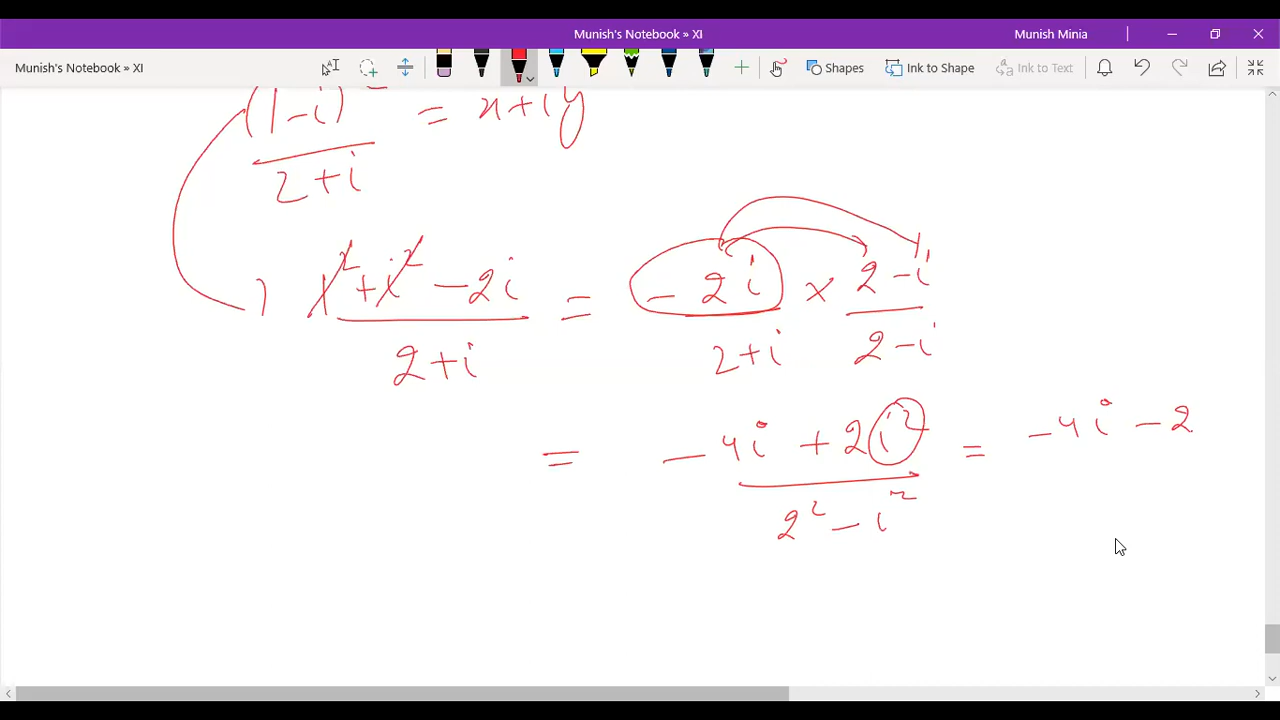 Munish's Notebook » XI
Munish Minia
Munish's Notebook » XI
Shapes
Ink to Shape
Ink to Text
(1-i)² / 2+i = x+iy
) 1²+i²-2i / 2+i = -2i / 2+i × 2-i / 2-i
= -4i + 2i² / 2² - i² = -4i - 2